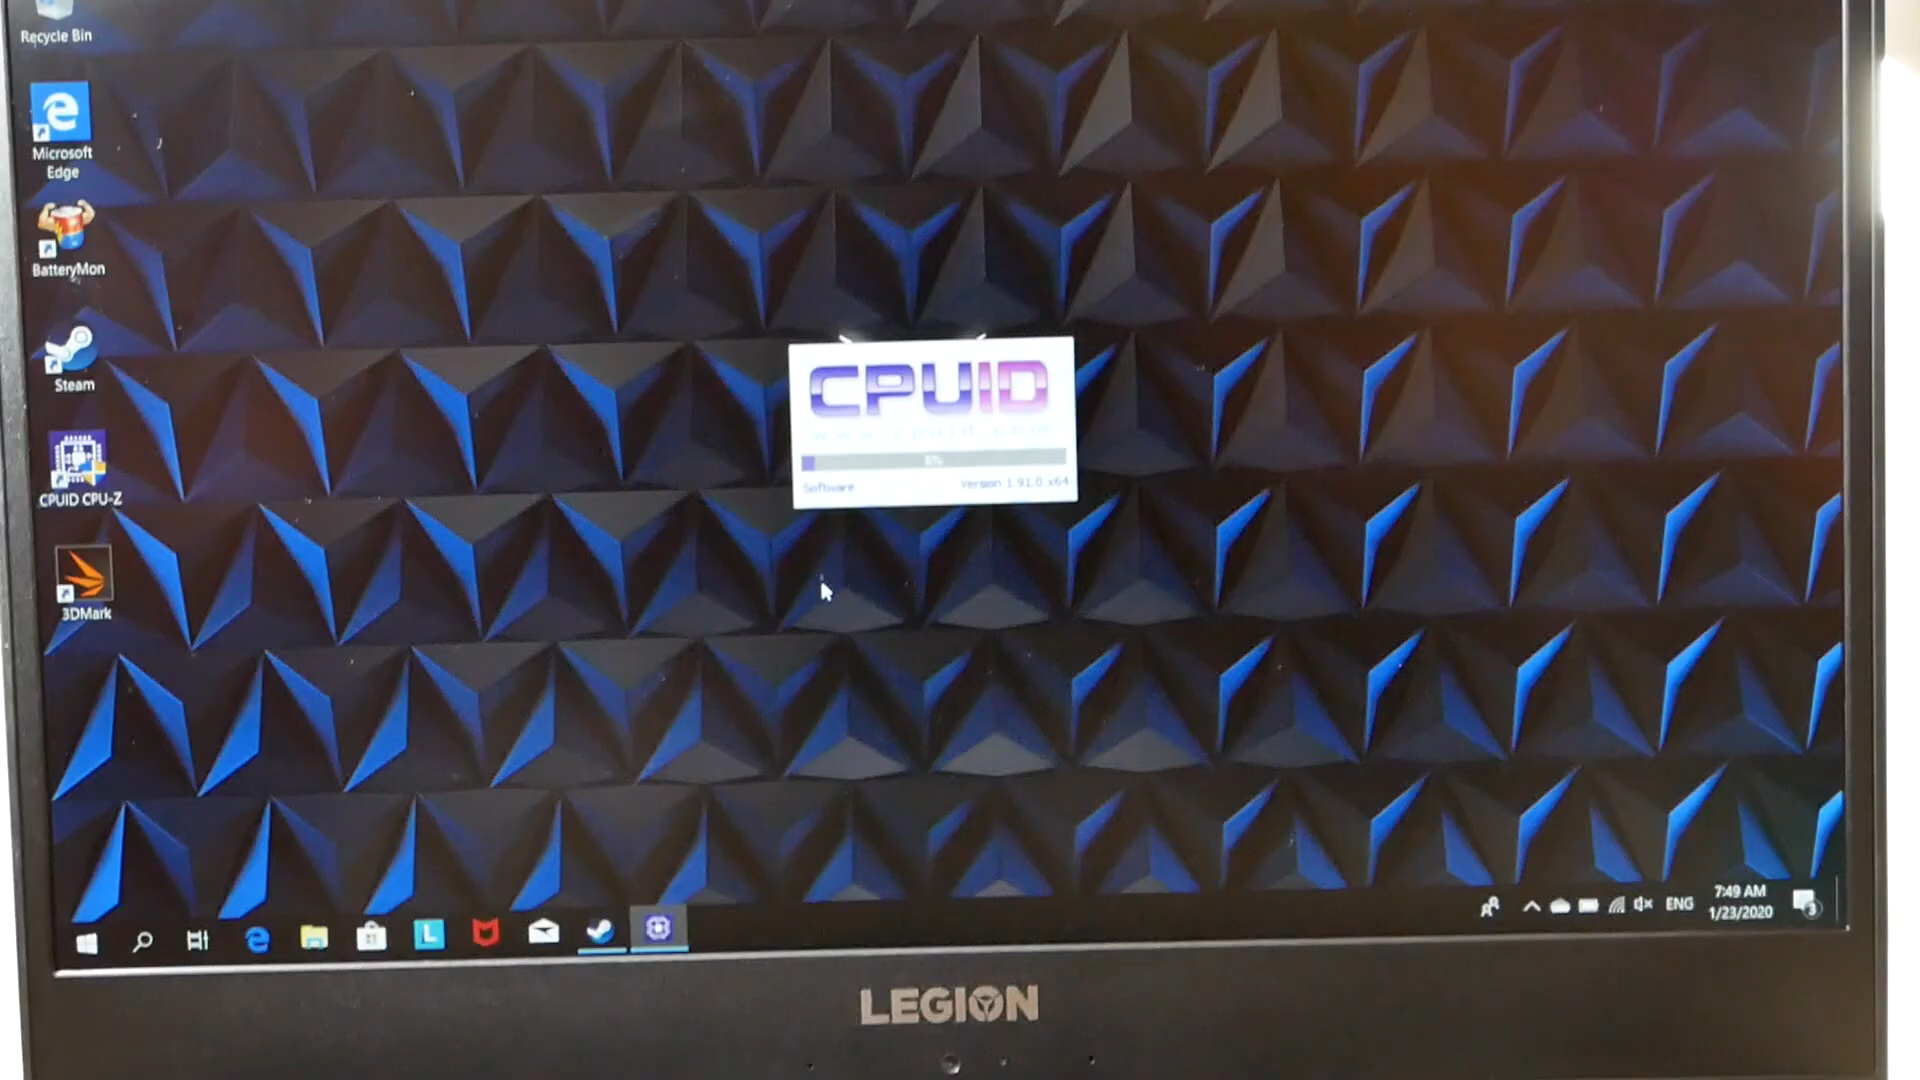 Recycle Bin
Microsoft
Edge
BatteryMon
Steam
CPUID CPU-Z
3DMark
CPUID
Software
Version 1.91.0.x64
L
ENG
7:49 AM
1/23/2020
3
LEGION